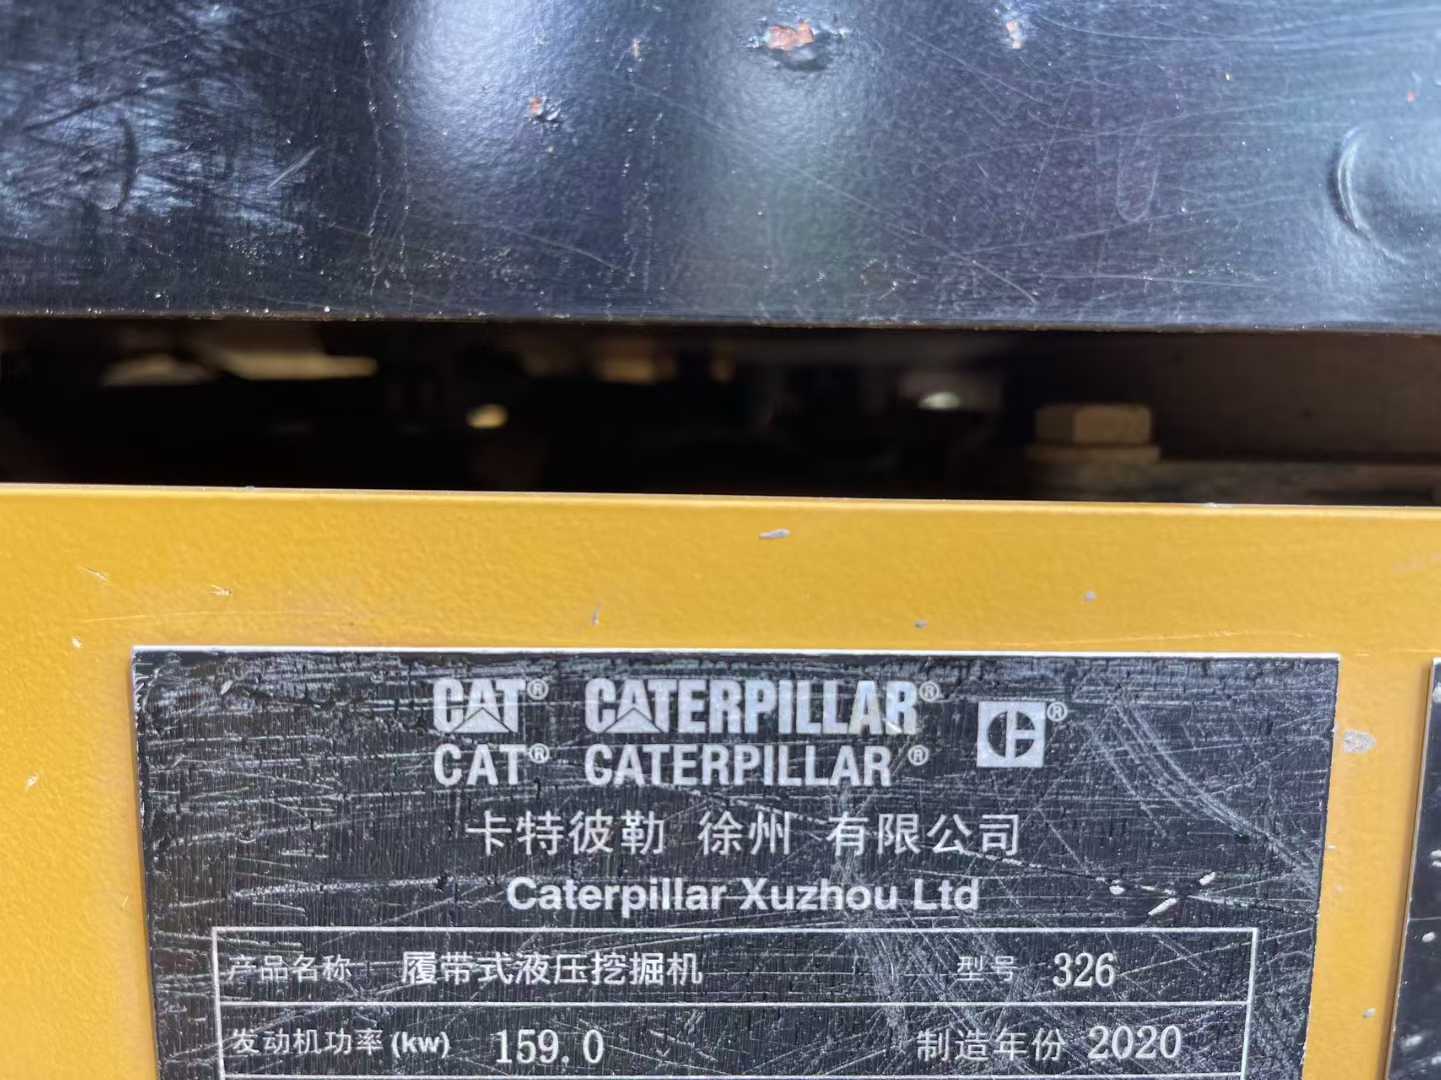 CAT® CATERPILLAR®
CAT® CATERPILLAR®
卡特彼勒 徐州 有限公司
Caterpillar Xuzhou Ltd
产品名称 履带式液压挖掘机 型号 326
发动机功率(kw) 159.0 制造年份 2020